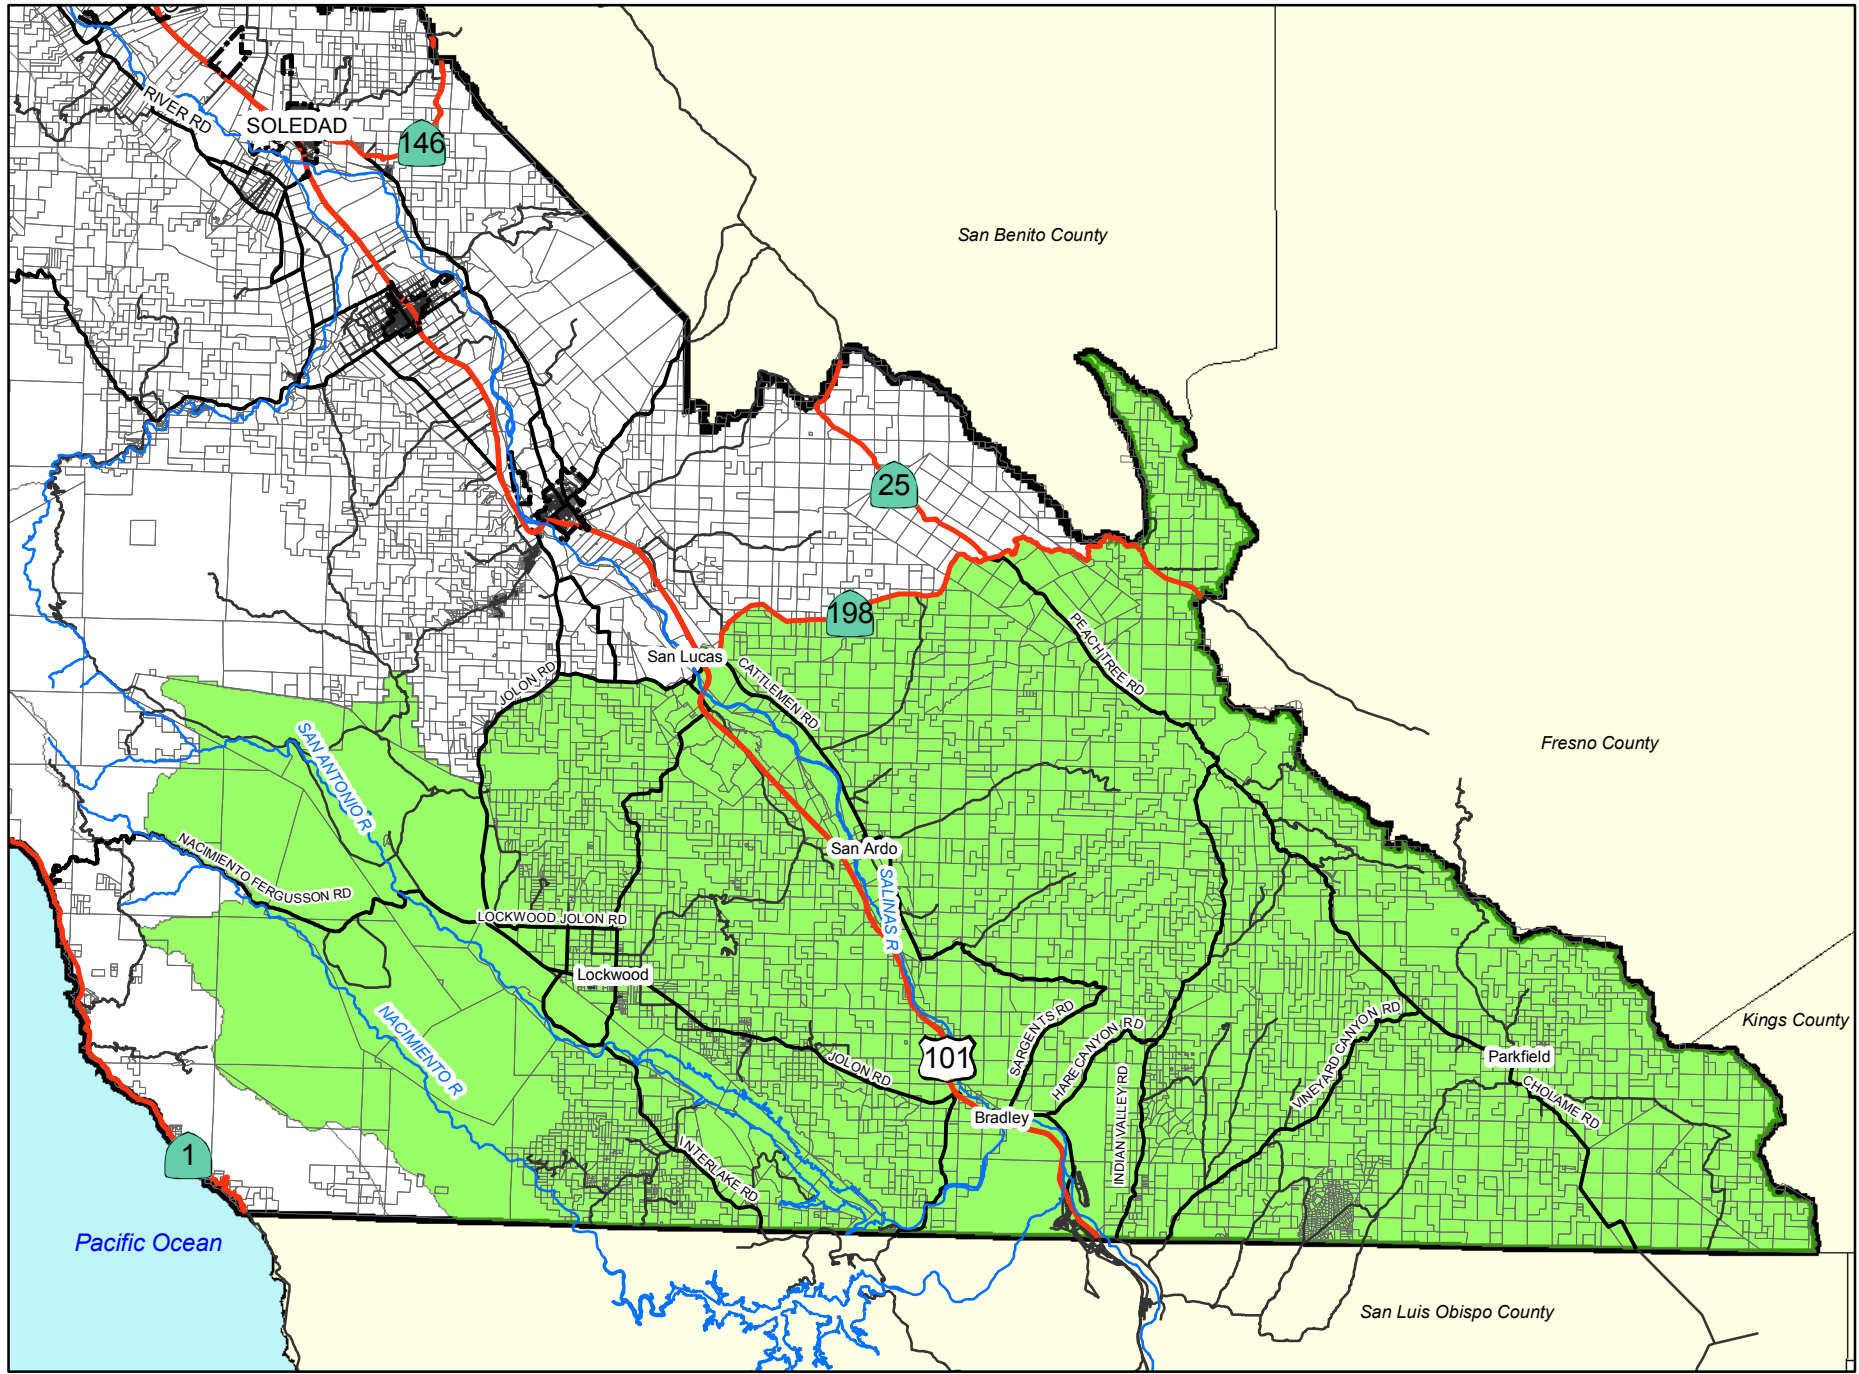 RIVER RD
SOLEDAD
146
San Benito County
25
198
PEACHTREE RD
San Lucas
CATTLEMEN RD
JOLON RD
SAN ANTONIO R
Fresno County
San Ardo
SALINAS R
NACIMIENTO FERGUSSON RD
LOCKWOOD JOLON RD
Lockwood
NACIMIENTO R
SARGENTS RD
HARE CANYON RD
VINEYARD CANYON RD
Kings County
101
JOLON RD
Parkfield
CHOLAME RD
Bradley
INDIAN VALLEY RD
INTERLAKE RD
1
Pacific Ocean
San Luis Obispo County